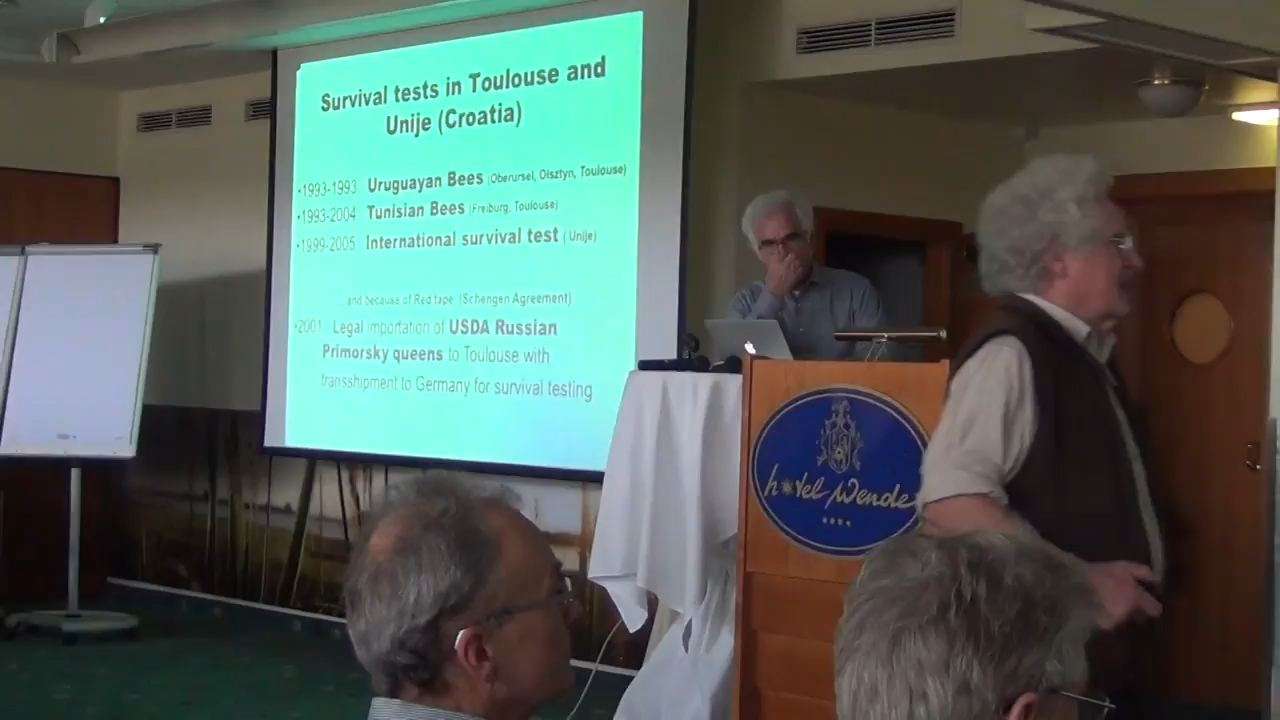 Survival tests in Toulouse and
Unije (Croatia)
•1993-1993 Uruguayan Bees (Oberursel, Olsztyn, Toulouse)
•1993-2004 Tunisian Bees (Freiburg, Toulouse)
•1999-2005 International survival test ( Unije)
and because of Red tape (Schengen Agreement)
•2001 Legal importation of USDA Russian
Primorsky queens to Toulouse with
transshipment to Germany for survival testing
hotel Wende